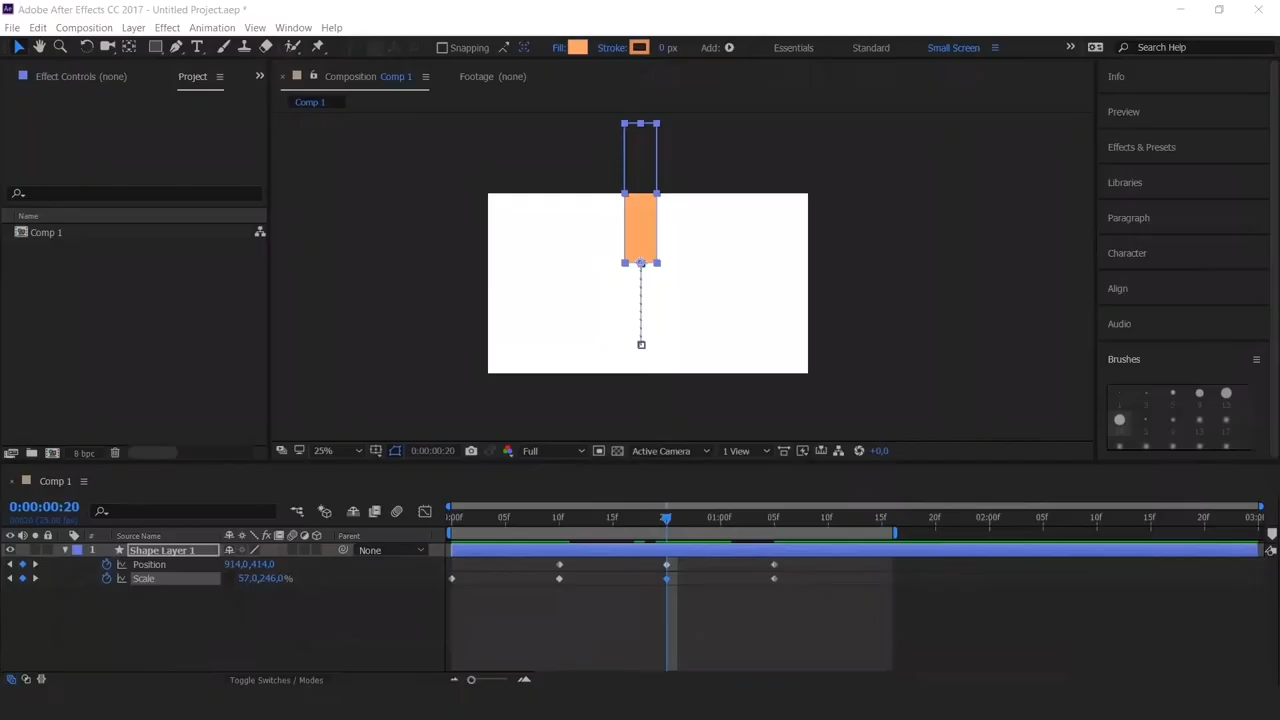 Adobe After Effects CC 2017 - Untitled Project.aep *
File Edit Composition Layer Effect Animation View Window Help
Snapping Fill: Stroke: 0 px Add: Essentials Standard Small Screen Search Help
Effect Controls (none) Project Composition Comp 1 Footage (none) Info
Comp 1
Preview
Effects & Presets
Libraries
Name
Paragraph
Comp 1
Character
Align
Audio
Brushes
8 bpc 25% 0:00:00:20 Full Active Camera 1 View +0,0
Comp 1
0:00:00:20
05f 10f 15f 01:00f 05f 10f 15f 20f 02:00f 05f 10f 15f 20f 03:00
# Source Name Parent
1 Shape Layer 1 None
Position 914,0,414,0
Scale 57,0,246,0%
Toggle Switches / Modes